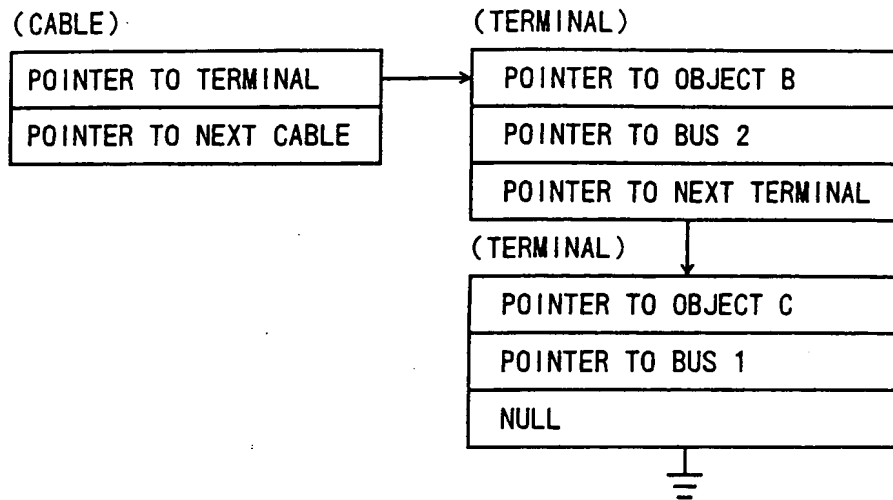 (CABLE)
POINTER TO TERMINAL
POINTER TO NEXT CABLE
(TERMINAL)
POINTER TO OBJECT B
POINTER TO BUS 2
POINTER TO NEXT TERMINAL
(TERMINAL)
POINTER TO OBJECT C
POINTER TO BUS 1
NULL